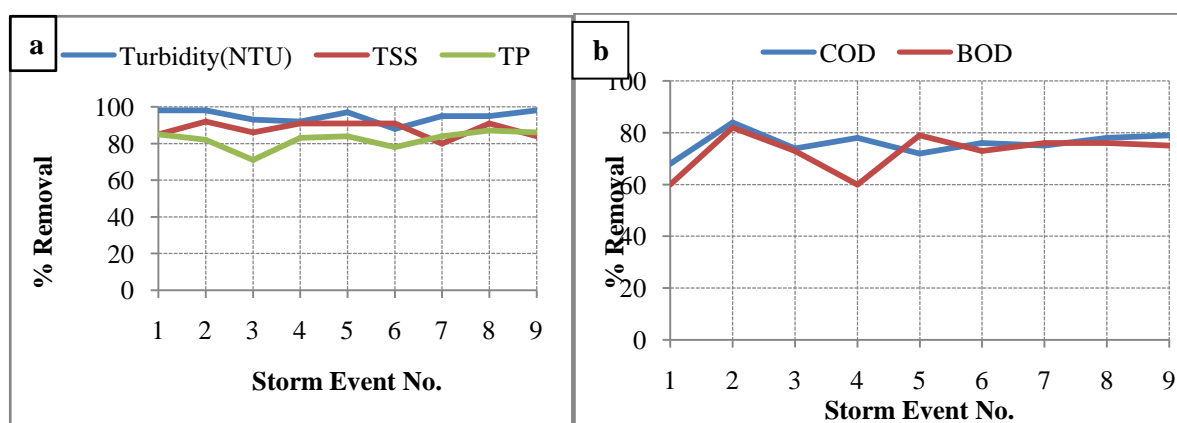 a
Turbidity(NTU) TSS TP
% Removal
100
80
60
40
20
0
1 2 3 4 5 6 7 8 9
Storm Event No.
b
COD BOD
% Removal
100
80
60
40
20
0
1 2 3 4 5 6 7 8 9
Storm Event No.